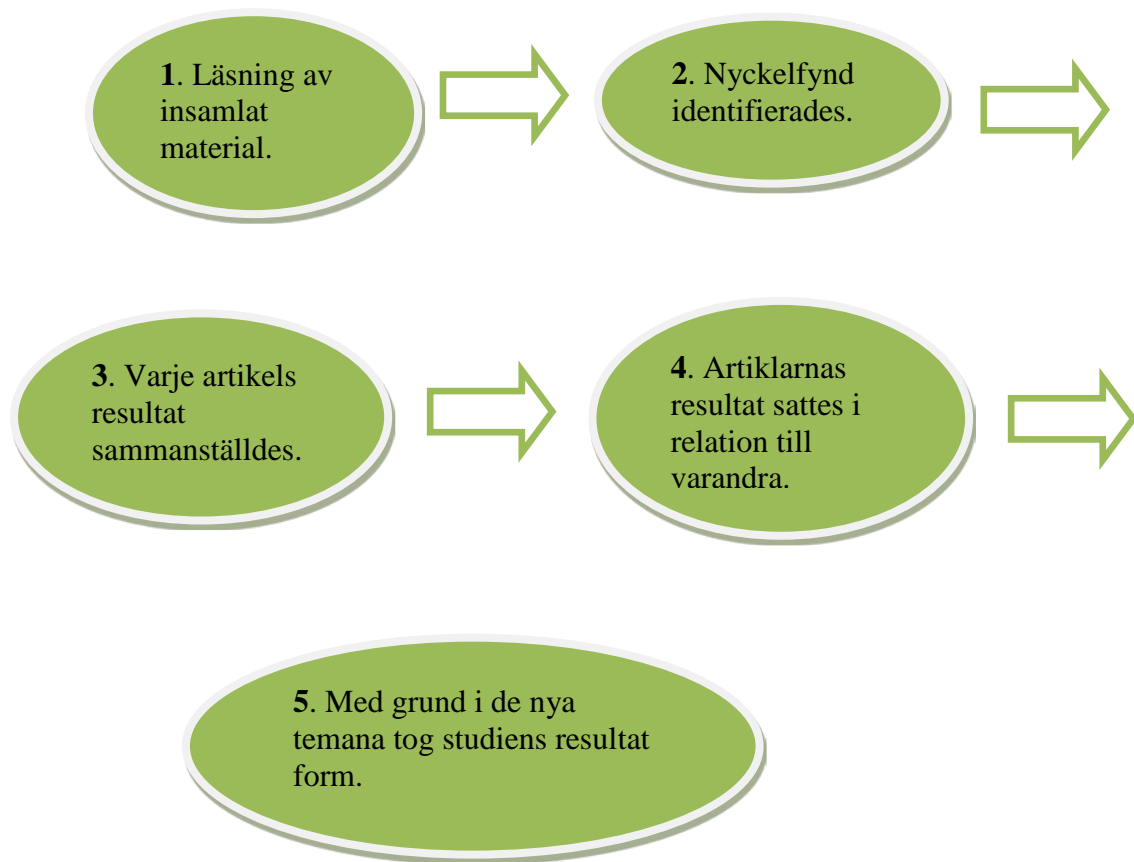 1. Läsning av
insamlat
material.
2. Nyckelfynd
identifierades.
3. Varje artikels
resultat
sammanställdes.
4. Artiklarnas
resultat sattes i
relation till
varandra.
5. Med grund i de nya
temana tog studiens resultat
form.